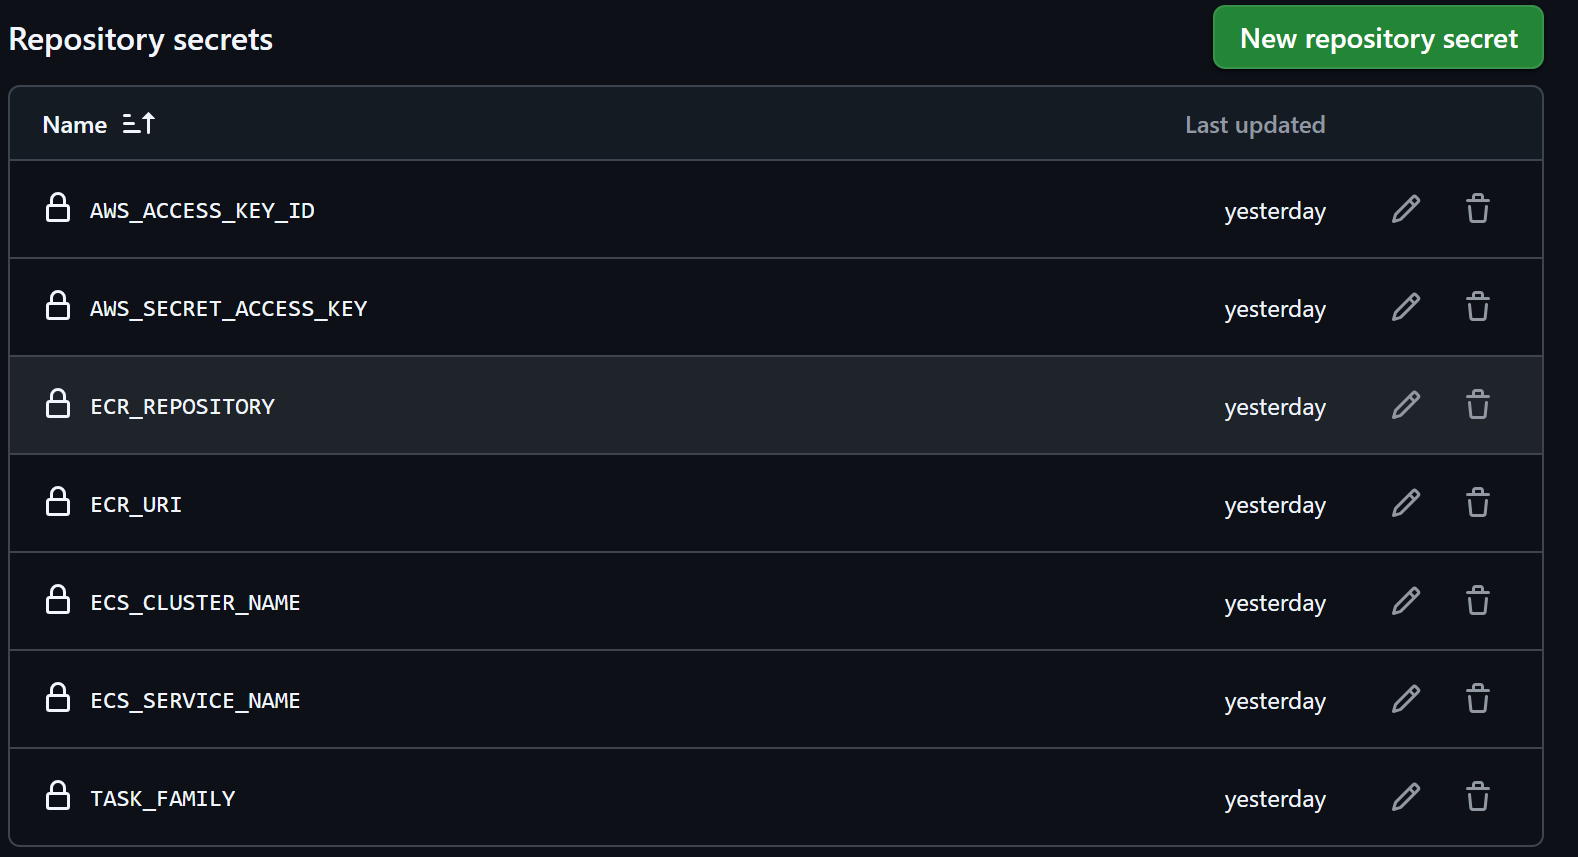 Repository secrets
New repository secret
Name
Last updated
AWS_ACCESS_KEY_ID
yesterday
AWS_SECRET_ACCESS_KEY
yesterday
ECR_REPOSITORY
yesterday
ECR_URI
yesterday
ECS_CLUSTER_NAME
yesterday
ECS_SERVICE_NAME
yesterday
TASK_FAMILY
yesterday